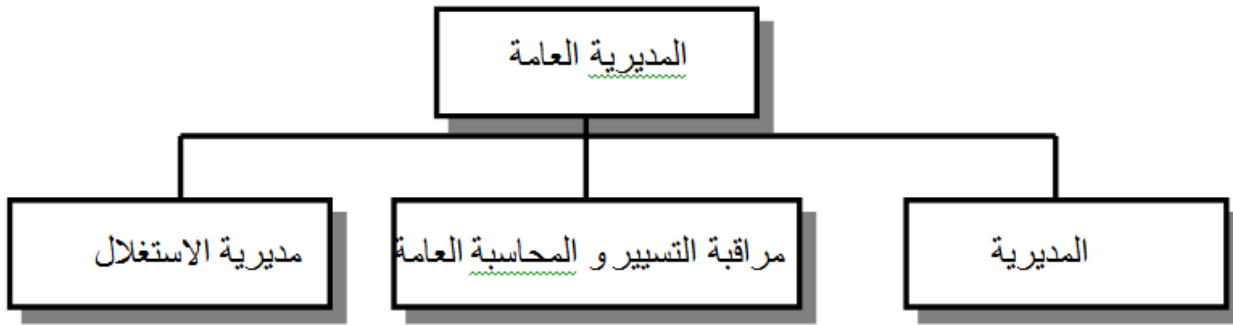 المديرية العامة
المديرية
مراقبة التسيير و المحاسبة العامة
مديرية الاستغلال